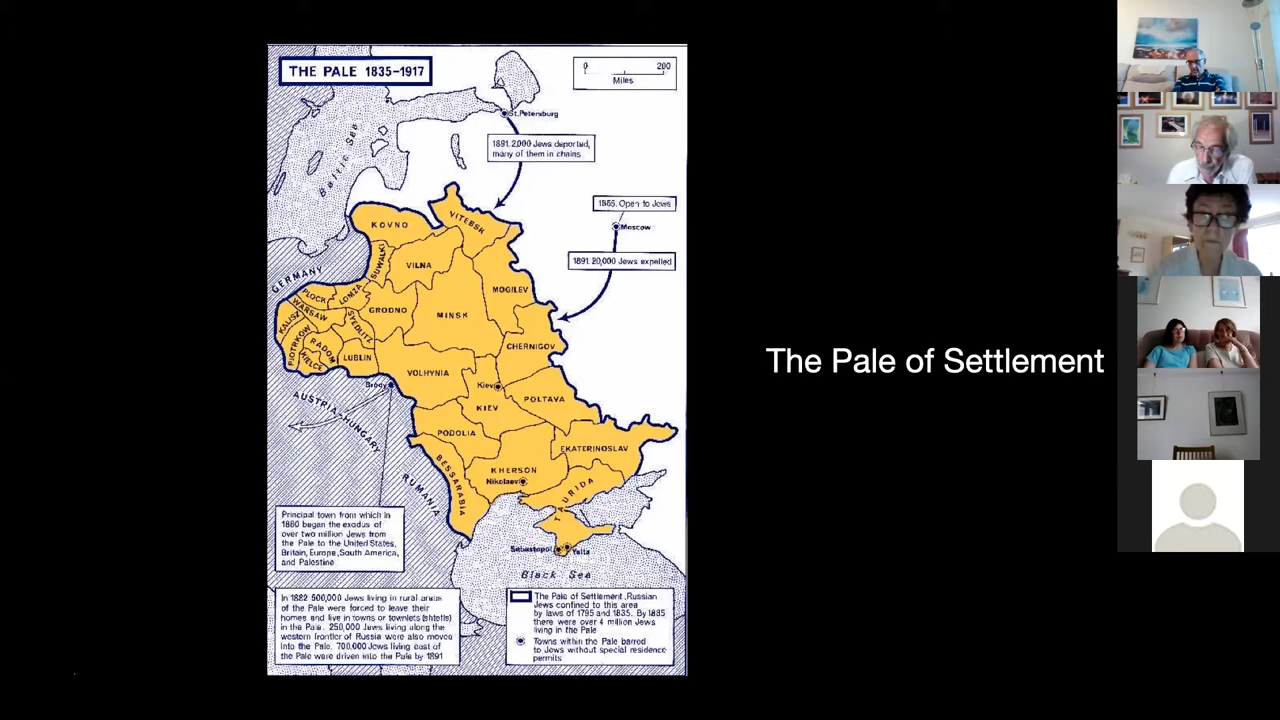 THE PALE 1835–1917
0 200
Miles
St. Petersburg
1891. 2,000 Jews deported,
many of them in chains
Baltic Sea
1865. Open to Jews
Moscow
1891. 20,000 Jews expelled
KOVNO
VITEBSK
SUWALKI
VILNA
GERMANY
MOGILEV
PLOCK
LOMZA
GRODNO
MINSK
WARSAW
KALISZ
SYEDLITZ
PIOTRKOW
RADOM
KIELCE
LUBLIN
CHERNIGOV
VOLHYNIA
Brody
Kiev
KIEV
POLTAVA
AUSTRIA-HUNGARY
PODOLIA
EKATERINOSLAV
BESSARABIA
KHERSON
Nikolaev
TAURIDA
RUMANIA
Sebastopol
Yalta
Black Sea
Principal town from which in
1880 began the exodus of
over two million Jews from
the Pale to the United States,
Britain, Europe, South America,
and Palestine
In 1882 500,000 Jews living in rural areas
of the Pale were forced to leave their
homes and live in towns or townlets (shtetls)
in the Pale. 250,000 Jews living along the
western frontier of Russia were also moved
into the Pale. 700,000 Jews living east of
the Pale were driven into the Pale by 1891
The Pale of Settlement. Russian
Jews confined to this area
by laws of 1795 and 1835. By 1885
there were over 4 million Jews
living in the Pale
Towns within the Pale barred
to Jews without special residence
permits
The Pale of Settlement